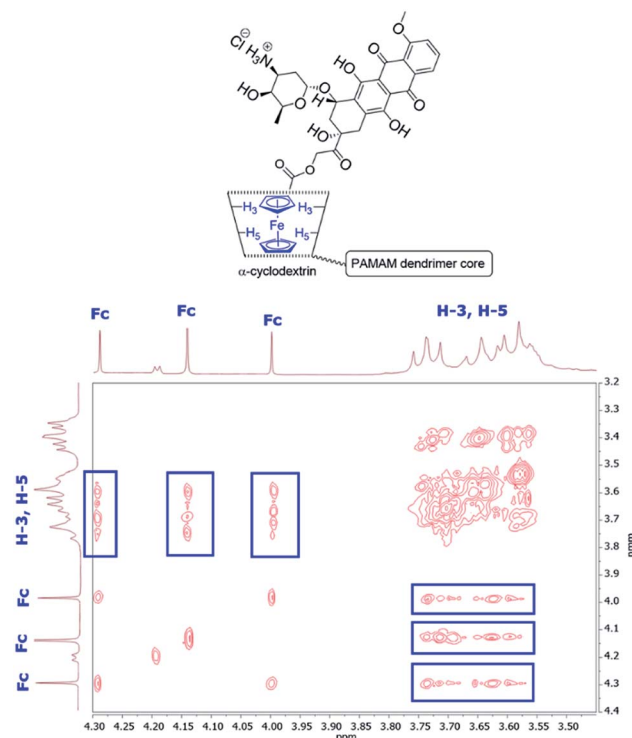 O
Cl H3N
⊖ ⊕
HO
O
O
H
OH
O
O
HO
O
OH
O
O
O
H3 H3
Fe
H5 H5
α-cyclodextrin
PAMAM dendrimer core
Fc Fc Fc H-3, H-5
H-3, H-5
Fc
Fc
Fc
3.2
3.3
3.4
3.5
3.6
3.7
3.8
3.9
4.0
4.1
4.2
4.3
4.4
ppm
4.30 4.25 4.20 4.15 4.10 4.05 4.00 3.95 3.90 3.85 3.80 3.75 3.70 3.65 3.60 3.55 3.50
ppm